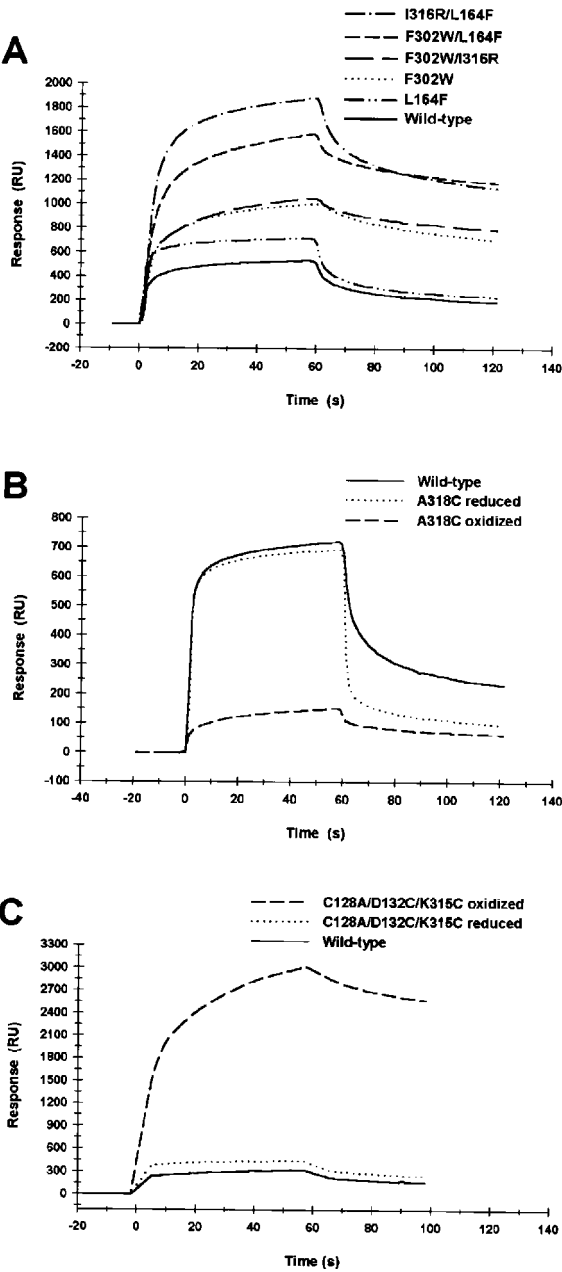 A
I316R/L164F
F302W/L164F
F302W/I316R
F302W
L164F
Wild-type
2000
1800
1600
1400
1200
1000
800
600
400
200
0
-200
Response (RU)
-20 0 20 40 60 80 100 120 140
Time (s)
B
Wild-type
A318C reduced
A318C oxidized
800
700
600
500
400
300
200
100
0
-100
Response (RU)
-40 -20 0 20 40 60 80 100 120 140
Time (s)
C
C128A/D132C/K315C oxidized
C128A/D132C/K315C reduced
Wild-type
3300
3000
2700
2400
2100
1800
1500
1200
900
600
300
0
Response (RU)
-20 0 20 40 60 80 100 120
Time (s)